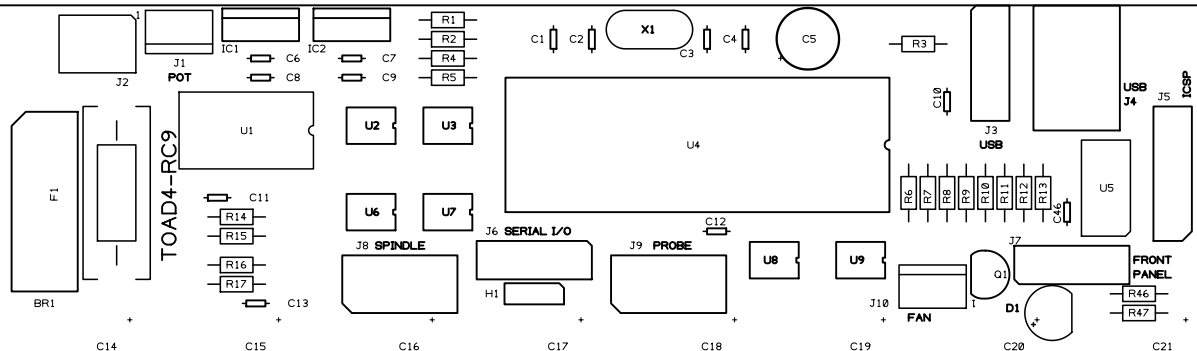 1
J2
J1
POT
IC1
IC2
C6
C7
C8
C9
R1
R2
R4
R5
C1
C2
X1
C3
C4
C5
R3
C10
J3
USB
USB
J4
J5
ICSP
F1
BR1
TOAD4-RC9
U1
U2
U3
U4
U5
U6
U7
C11
R14
R15
R16
R17
C13
J8 SPINDLE
J6 SERIAL I/O
H1
J9 PROBE
C12
U8
U9
R6
R7
R8
R9
R10
R11
R12
R13
C46
J7
FRONT
PANEL
Q1
1
J10
FAN
D1
R46
R47
C14
C15
C16
C17
C18
C19
C20
C21